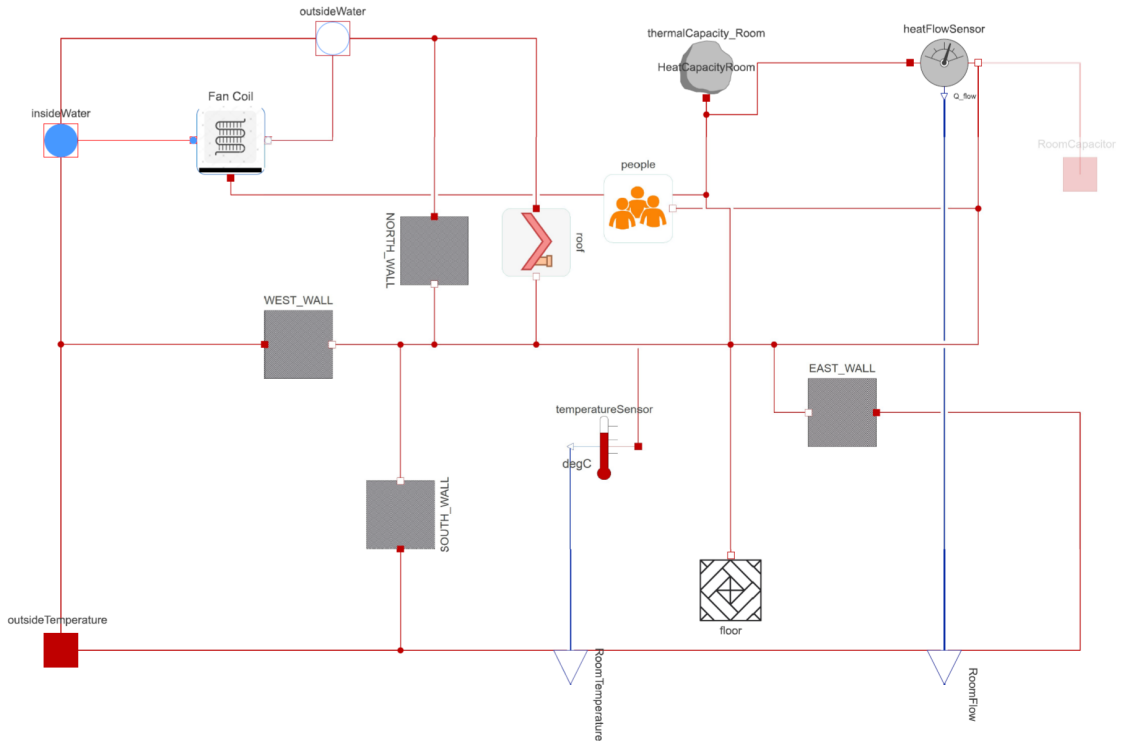 outsideWater
thermalCapacity_Room
heatFlowSensor
HeatCapacityRoom
Fan Coil
Q_flow
insideWater
RoomCapacitor
people
NORTH_WALL
roof
WEST_WALL
EAST_WALL
temperatureSensor
degC
SOUTH_WALL
outsideTemperature
floor
RoomTemperature
RoomFlow